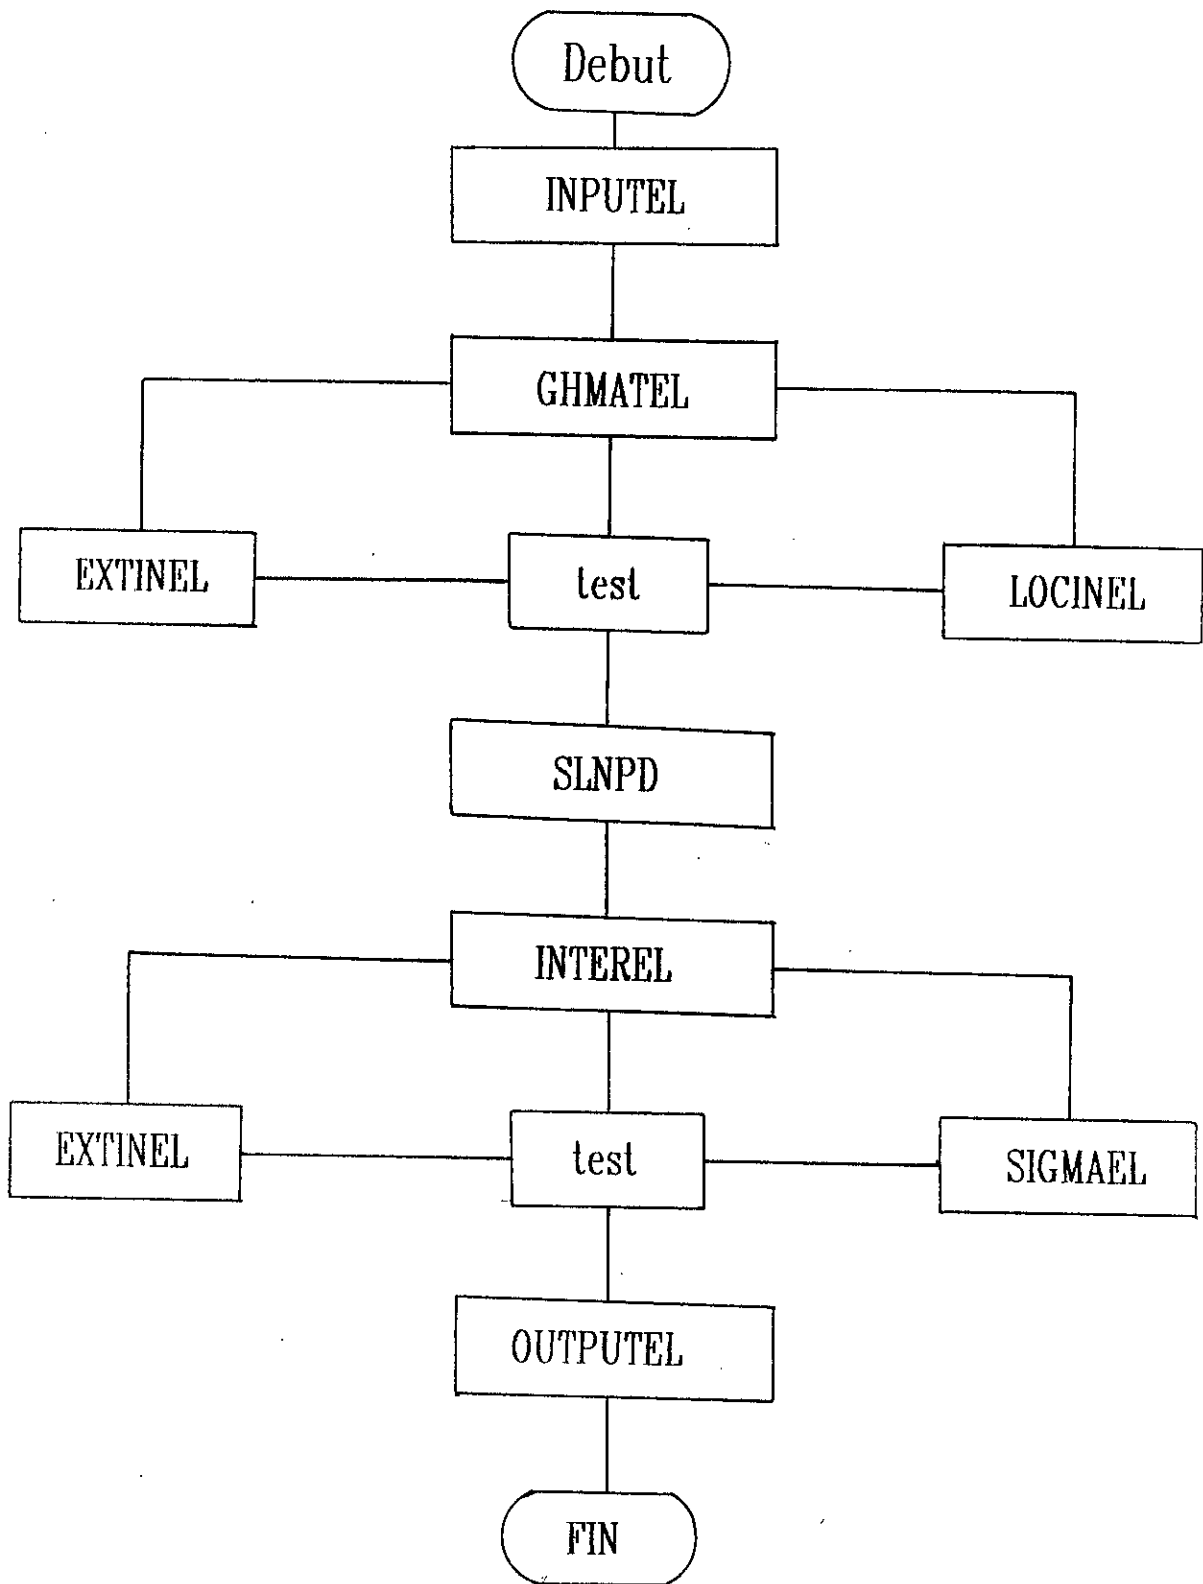 Debut
INPUTEL
GHMATEL
EXTINEL
test
LOCINEL
SLNPD
INTEREL
EXTINEL
test
SIGMAEL
OUTPUTEL
FIN